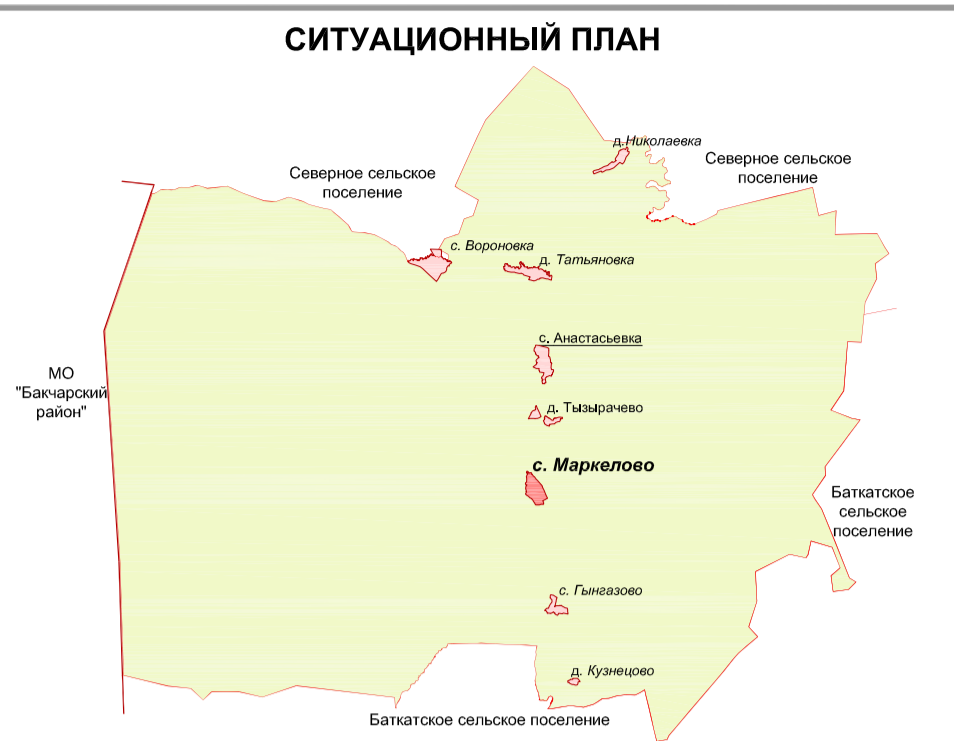 СИТУАЦИОННЫЙ ПЛАН
д.Николаевка
Северное сельское
поселение
Северное сельское
поселение
с. Вороновка
д. Татьяновка
с. Анастасьевка
МО
"Бакчарский
район"
д. Тызырачево
с. Маркелово
Баткатское
сельское
поселение
с. Гынгазово
д. Кузнецово
Баткатское сельское поселение